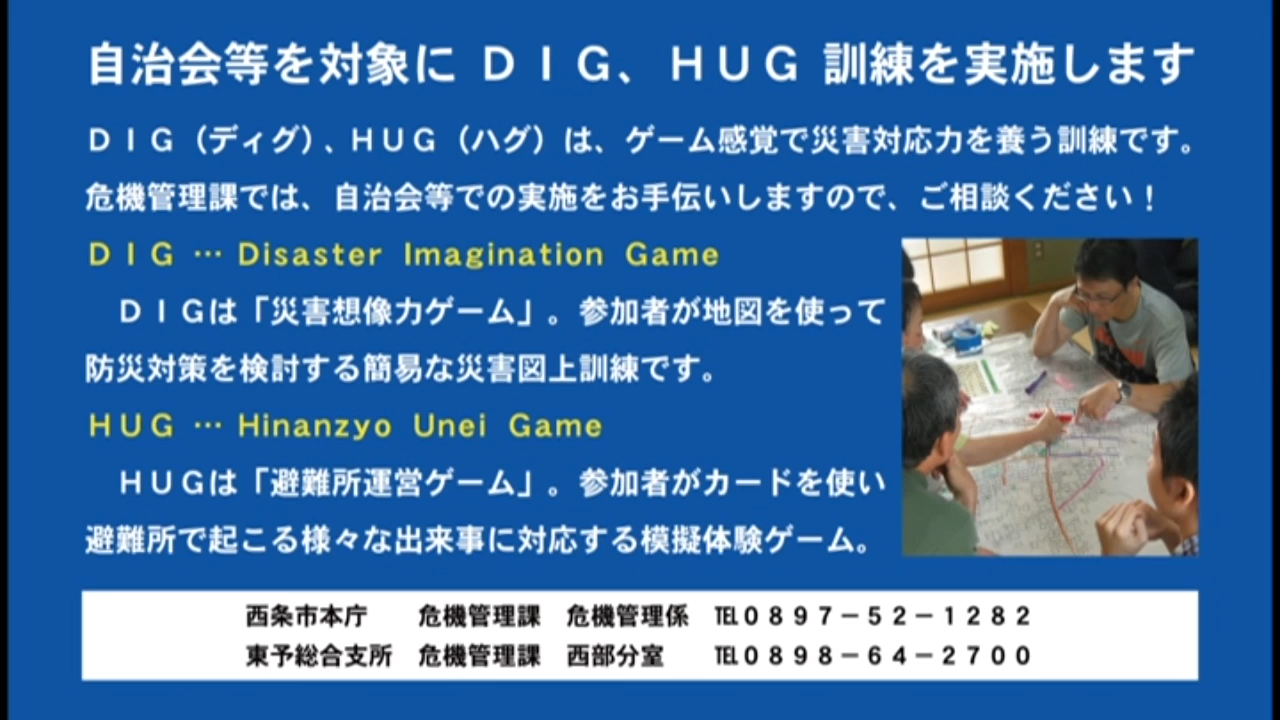 自治会等を対象に ＤＩＧ、ＨＵＧ 訓練を実施します
ＤＩＧ（ディグ）、ＨＵＧ（ハグ）は、ゲーム感覚で災害対応力を養う訓練です。
危機管理課では、自治会等での実施をお手伝いしますので、ご相談ください！
ＤＩＧ … Disaster Imagination Game
ＤＩＧは「災害想像力ゲーム」。参加者が地図を使って
防災対策を検討する簡易な災害図上訓練です。
ＨＵＧ … Hinanzyo Unei Game
ＨＵＧは「避難所運営ゲーム」。参加者がカードを使い
避難所で起こる様々な出来事に対応する模擬体験ゲーム。
西条市本庁 危機管理課 危機管理係 ℡０８９７－５２－１２８２
東予総合支所 危機管理課 西部分室 ℡０８９８－６４－２７００